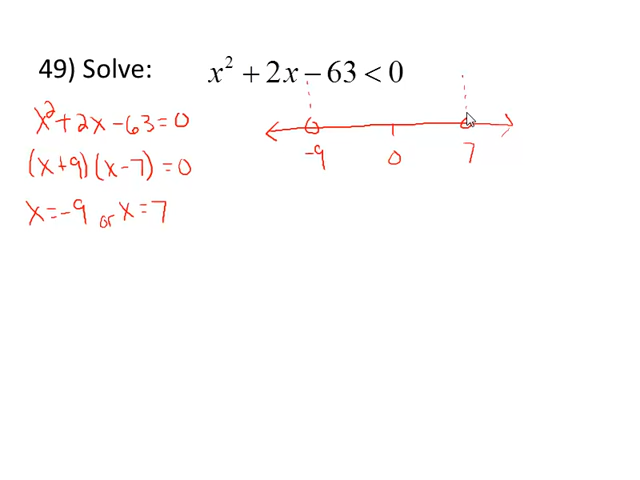 49) Solve: x² + 2x − 63 < 0
x² + 2x − 63 = 0
(x + 9)(x − 7) = 0
x = −9 or x = 7
−9 0 7